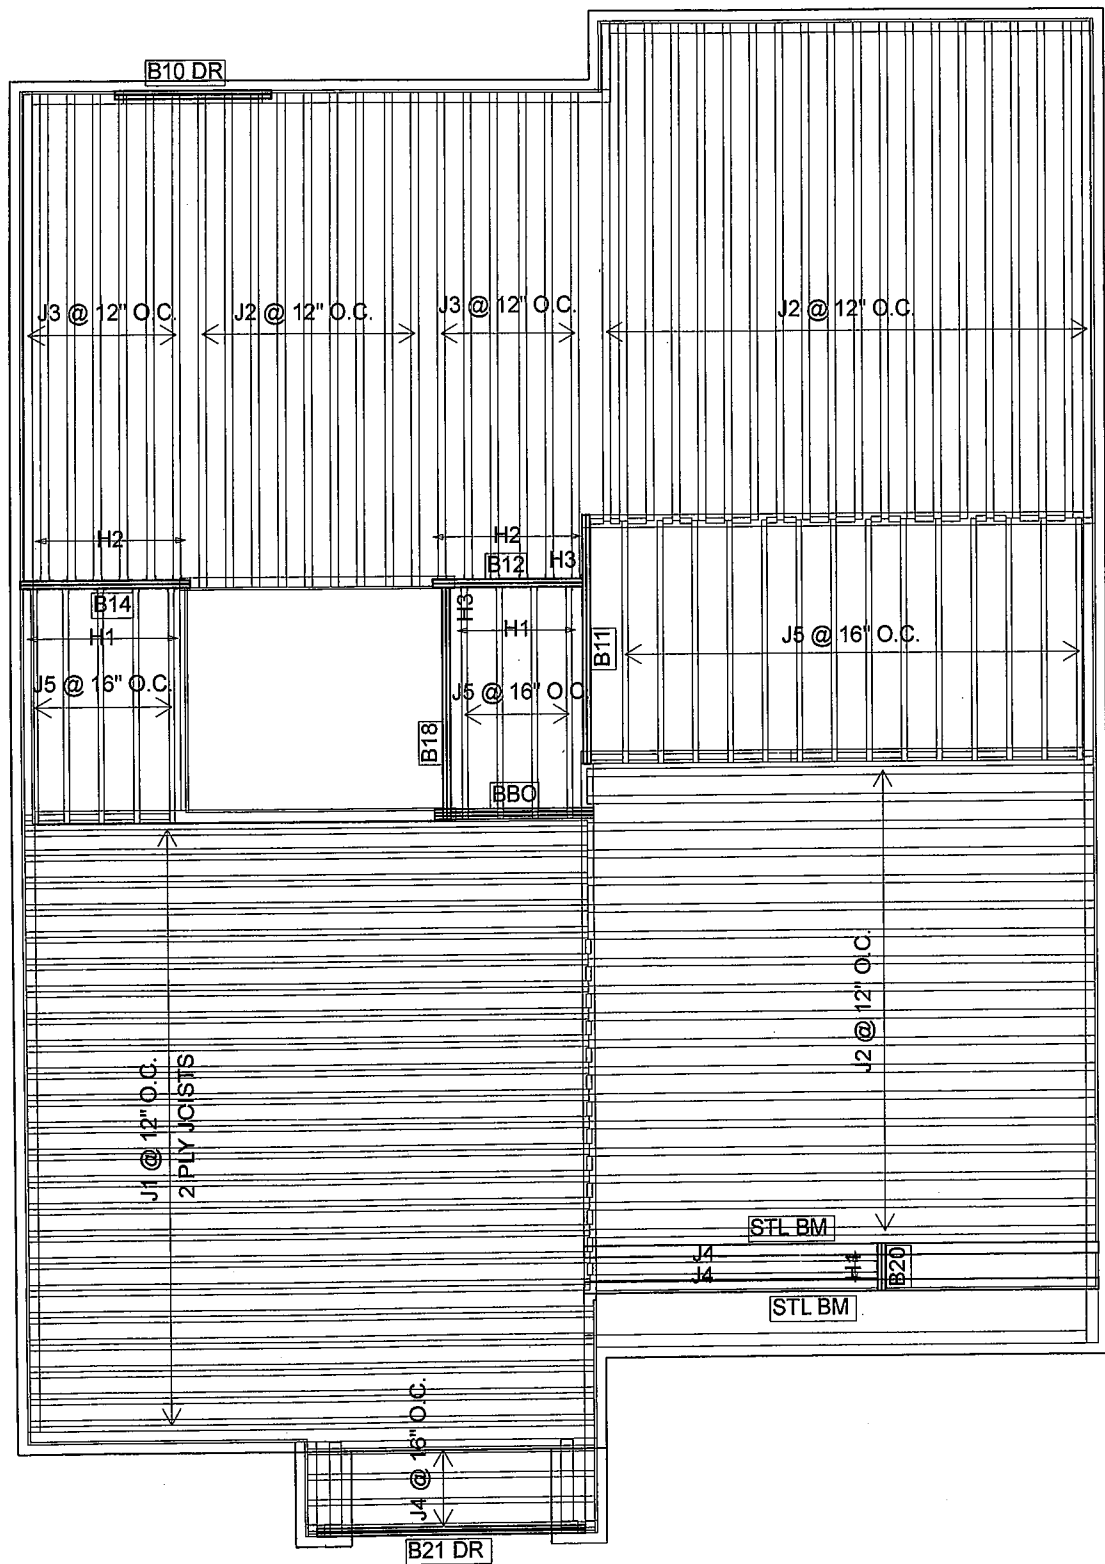 B10 DR
J3 @ 12" O.C.
J2 @ 12" O.C.
J3 @ 12" O.C.
J2 @ 12" O.C.
H2
H2
B12
H3
B14
H3
H1
H1
B11
J5 @ 16" O.C.
J5 @ 16" O.C.
J5 @ 16" O.C.
B18
BBO
J2 @ 12" O.C.
J1 @ 12" O.C.
2 PLY JOISTS
STL BM
J4
J4
H4
B20
STL BM
J4 @ 16" O.C.
B21 DR